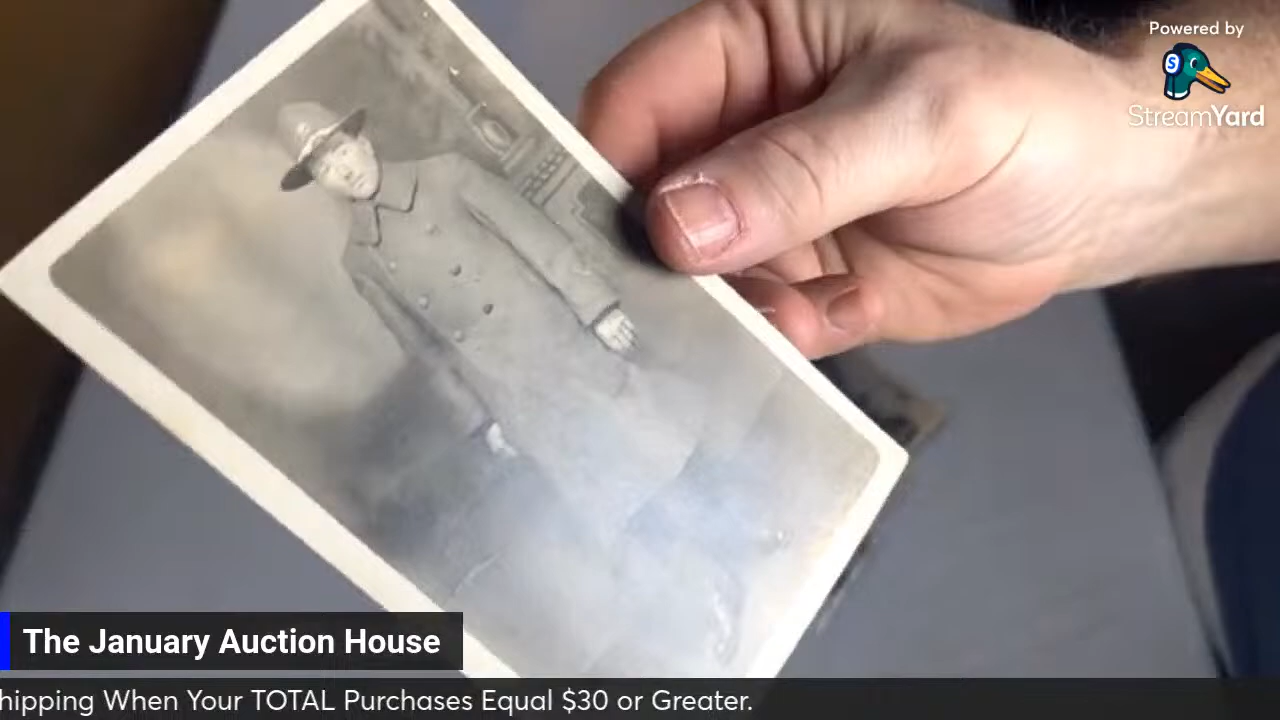 Powered by
S
StreamYard
The January Auction House
hipping When Your TOTAL Purchases Equal $30 or Greater.